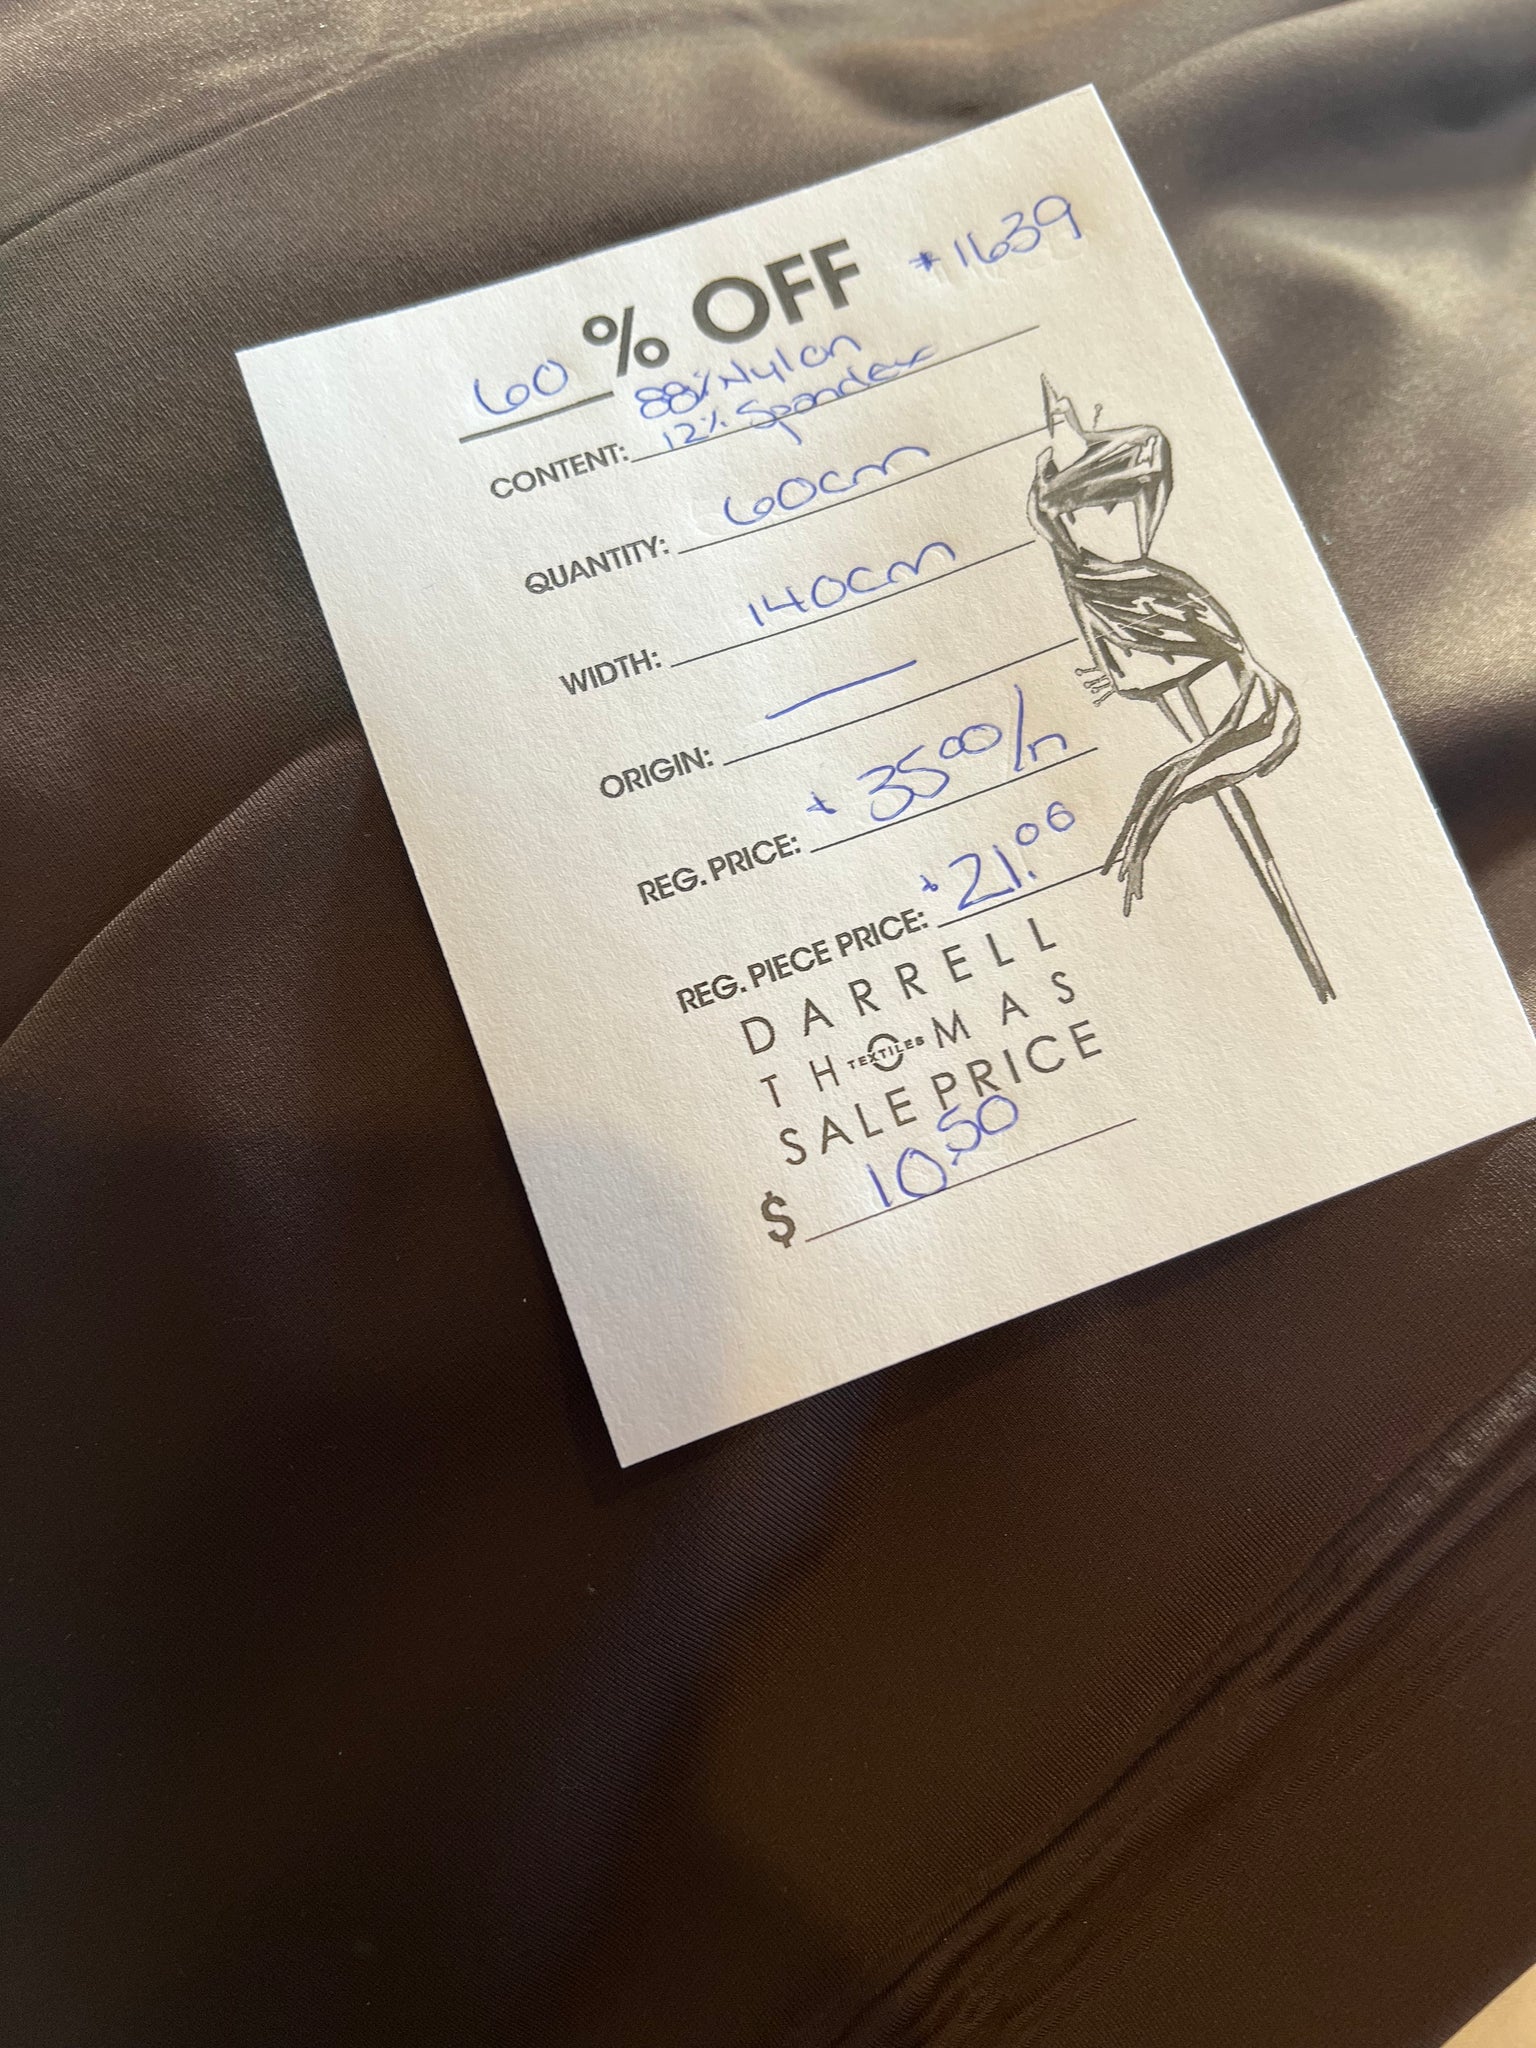 60 % OFF #1639
88% Nylon
CONTENT: 12% Spandex
QUANTITY: 60cm
WIDTH: 140cm
ORIGIN: —
REG. PRICE: $35.00/m
REG. PIECE PRICE: $21.00
DARRELL
THOMAS
TEXTILES
SALE PRICE
$ 10.50